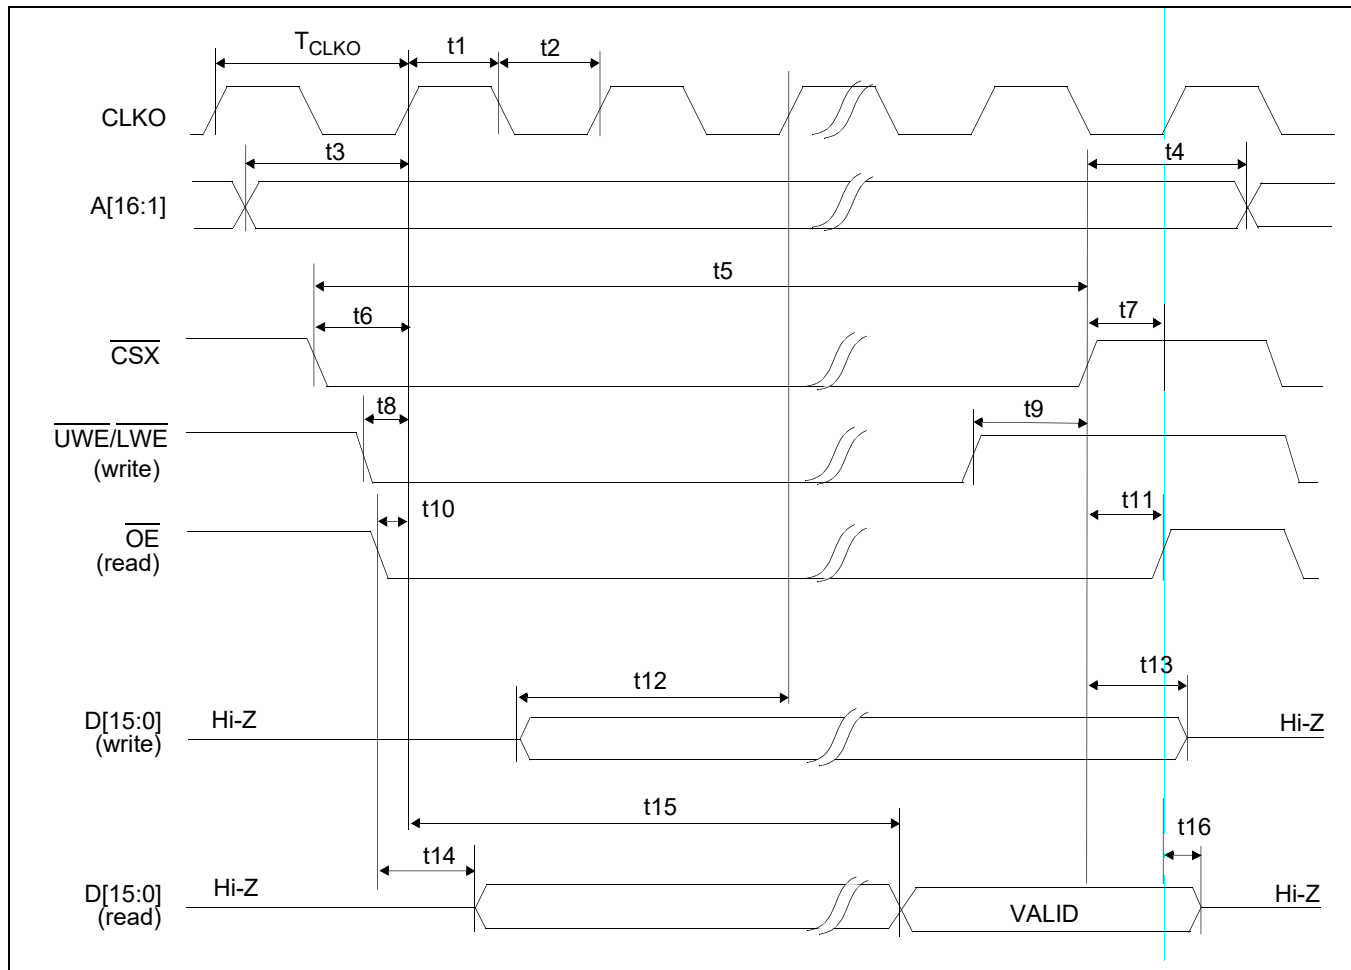 TCLKO t1 t2
CLKO
t3 t4
A[16:1]
t5
t6 t7
CSX
t8 t9
UWE/LWE
(write)
t10 t11
OE
(read)
t12 t13
D[15:0] Hi-Z Hi-Z
(write)
t15
t14 t16
D[15:0] Hi-Z VALID Hi-Z
(read)